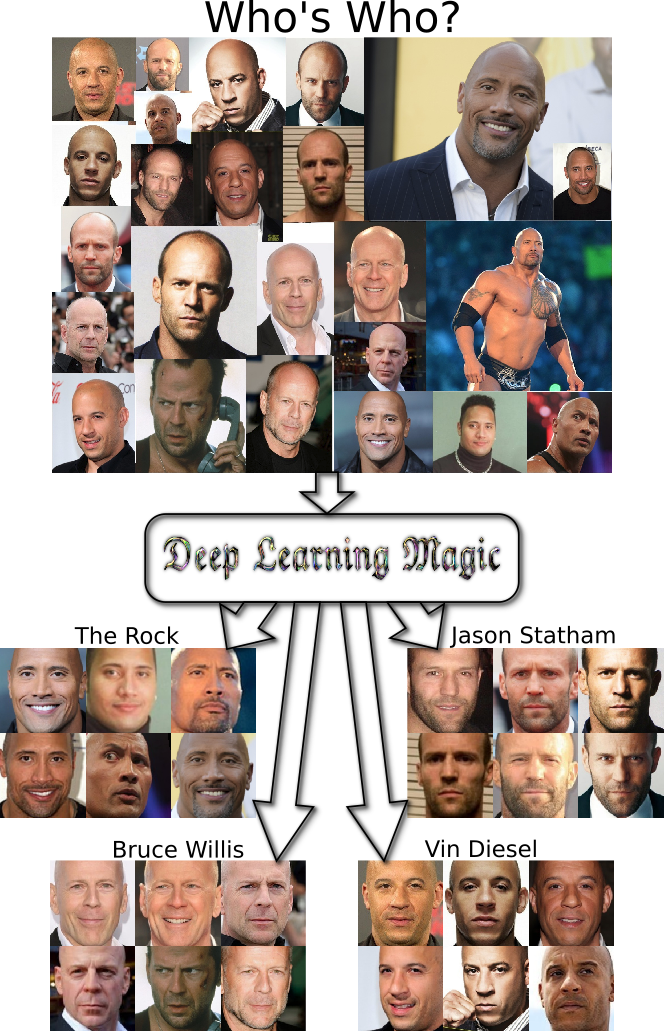 Who's Who?
Deep Learning Magic
The Rock
Jason Statham
Bruce Willis
Vin Diesel